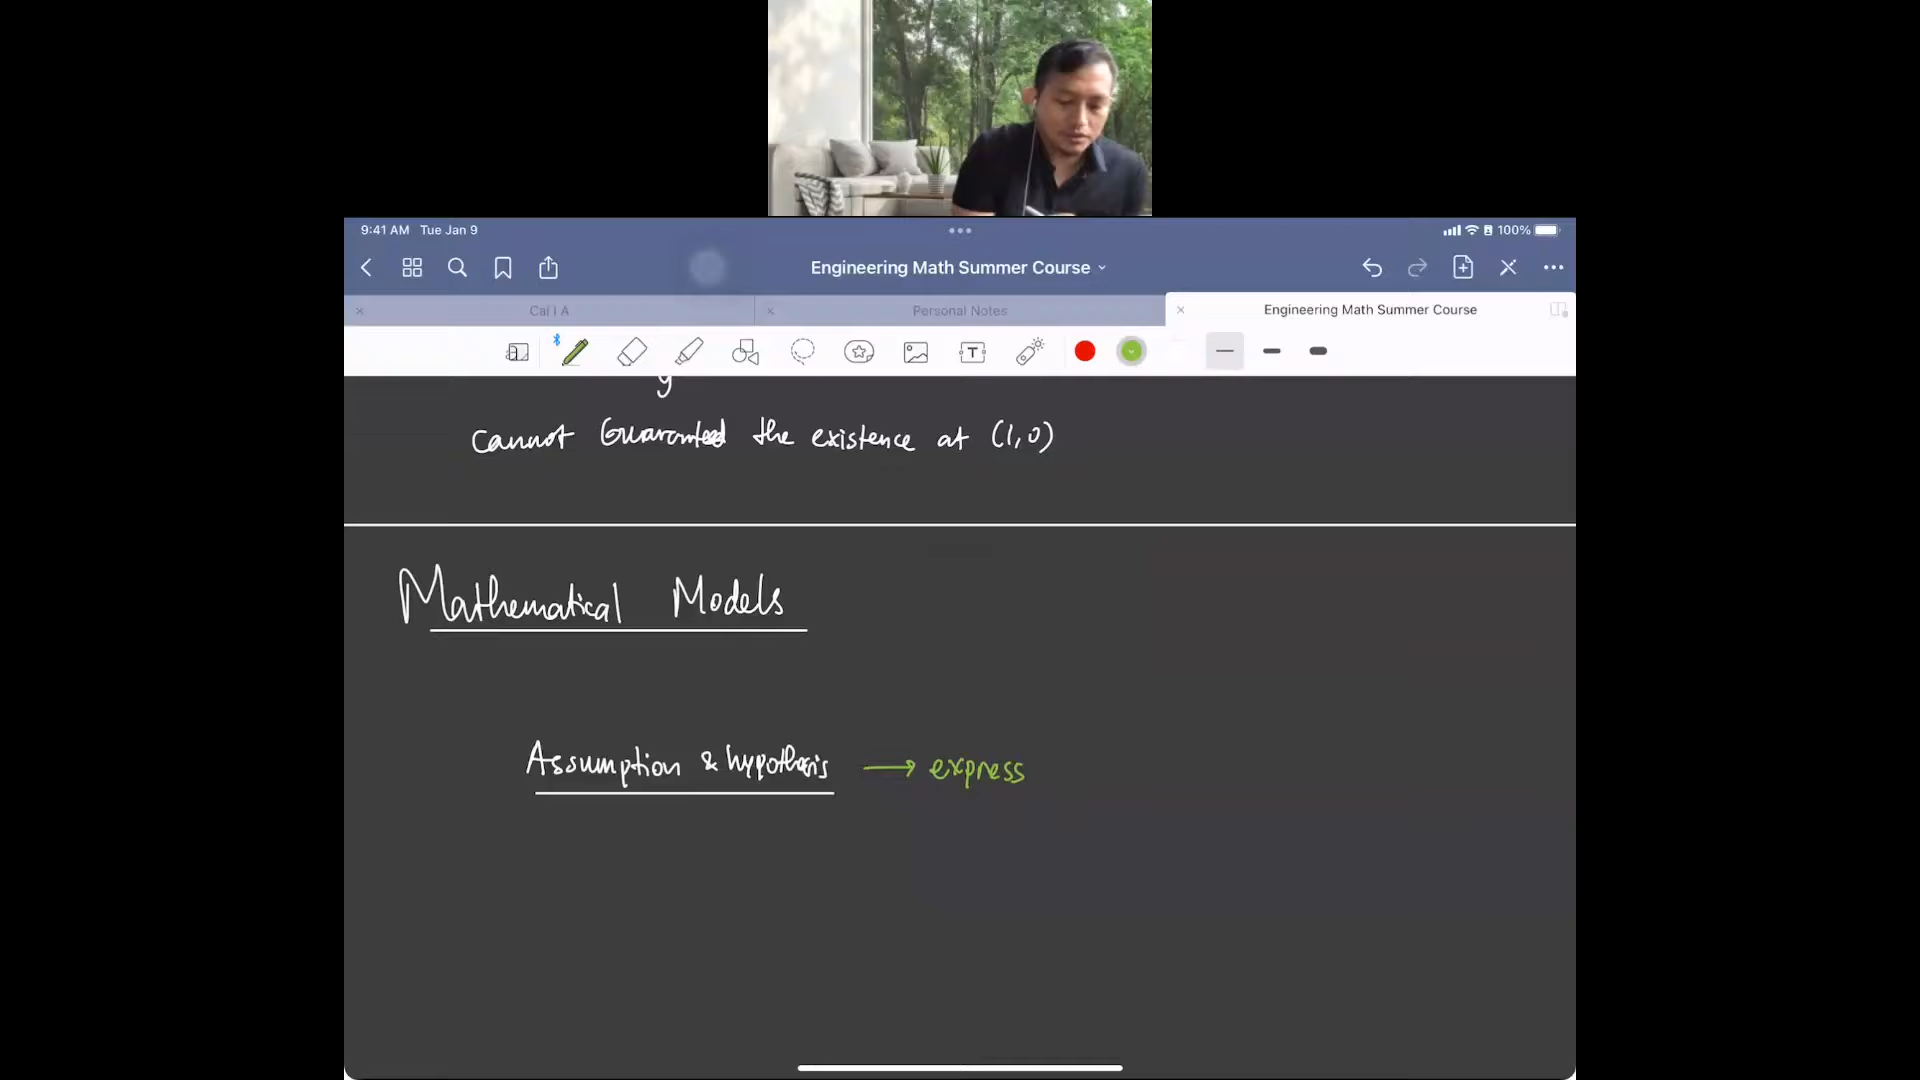 9:41 AM Tue Jan 9
100%
Engineering Math Summer Course
Cal I A
Personal Notes
Engineering Math Summer Course
y
Cannot Guaranteed the existence at (1,0)
Mathematical Models
Assumption & hypothesis → express